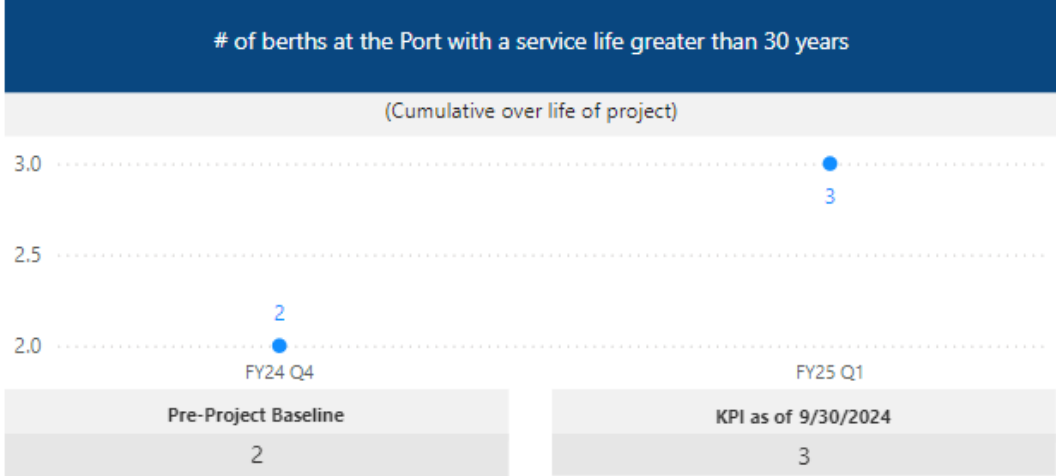 # of berths at the Port with a service life greater than 30 years
(Cumulative over life of project)
3.0
3
2.5
2
2.0
FY24 Q4 FY25 Q1
Pre-Project Baseline KPI as of 9/30/2024
2 3